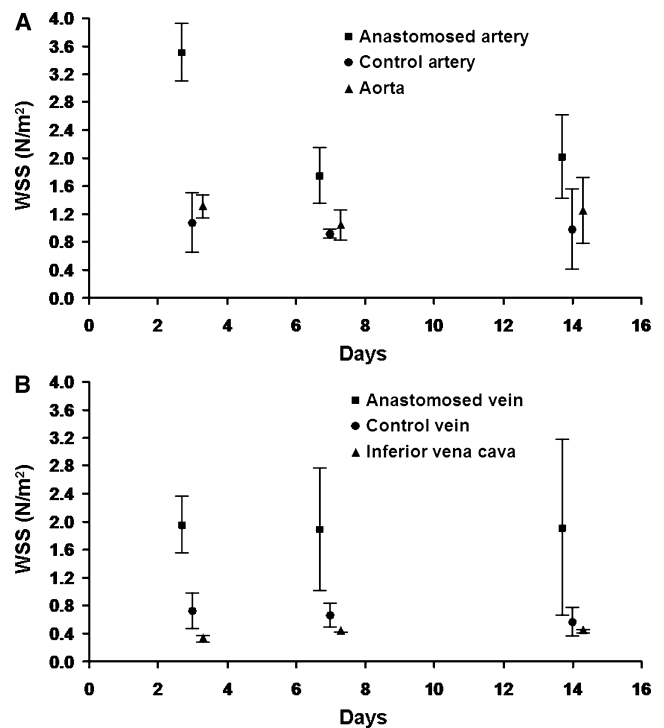 A
4.0
3.6
3.2
2.8
2.4
2.0
1.6
1.2
0.8
0.4
0.0
WSS (N/m²)
Anastomosed artery
Control artery
Aorta
0 2 4 6 8 10 12 14 16
Days
B
4.0
3.6
3.2
2.8
2.4
2.0
1.6
1.2
0.8
0.4
0.0
WSS (N/m²)
Anastomosed vein
Control vein
Inferior vena cava
0 2 4 6 8 10 12 14 16
Days